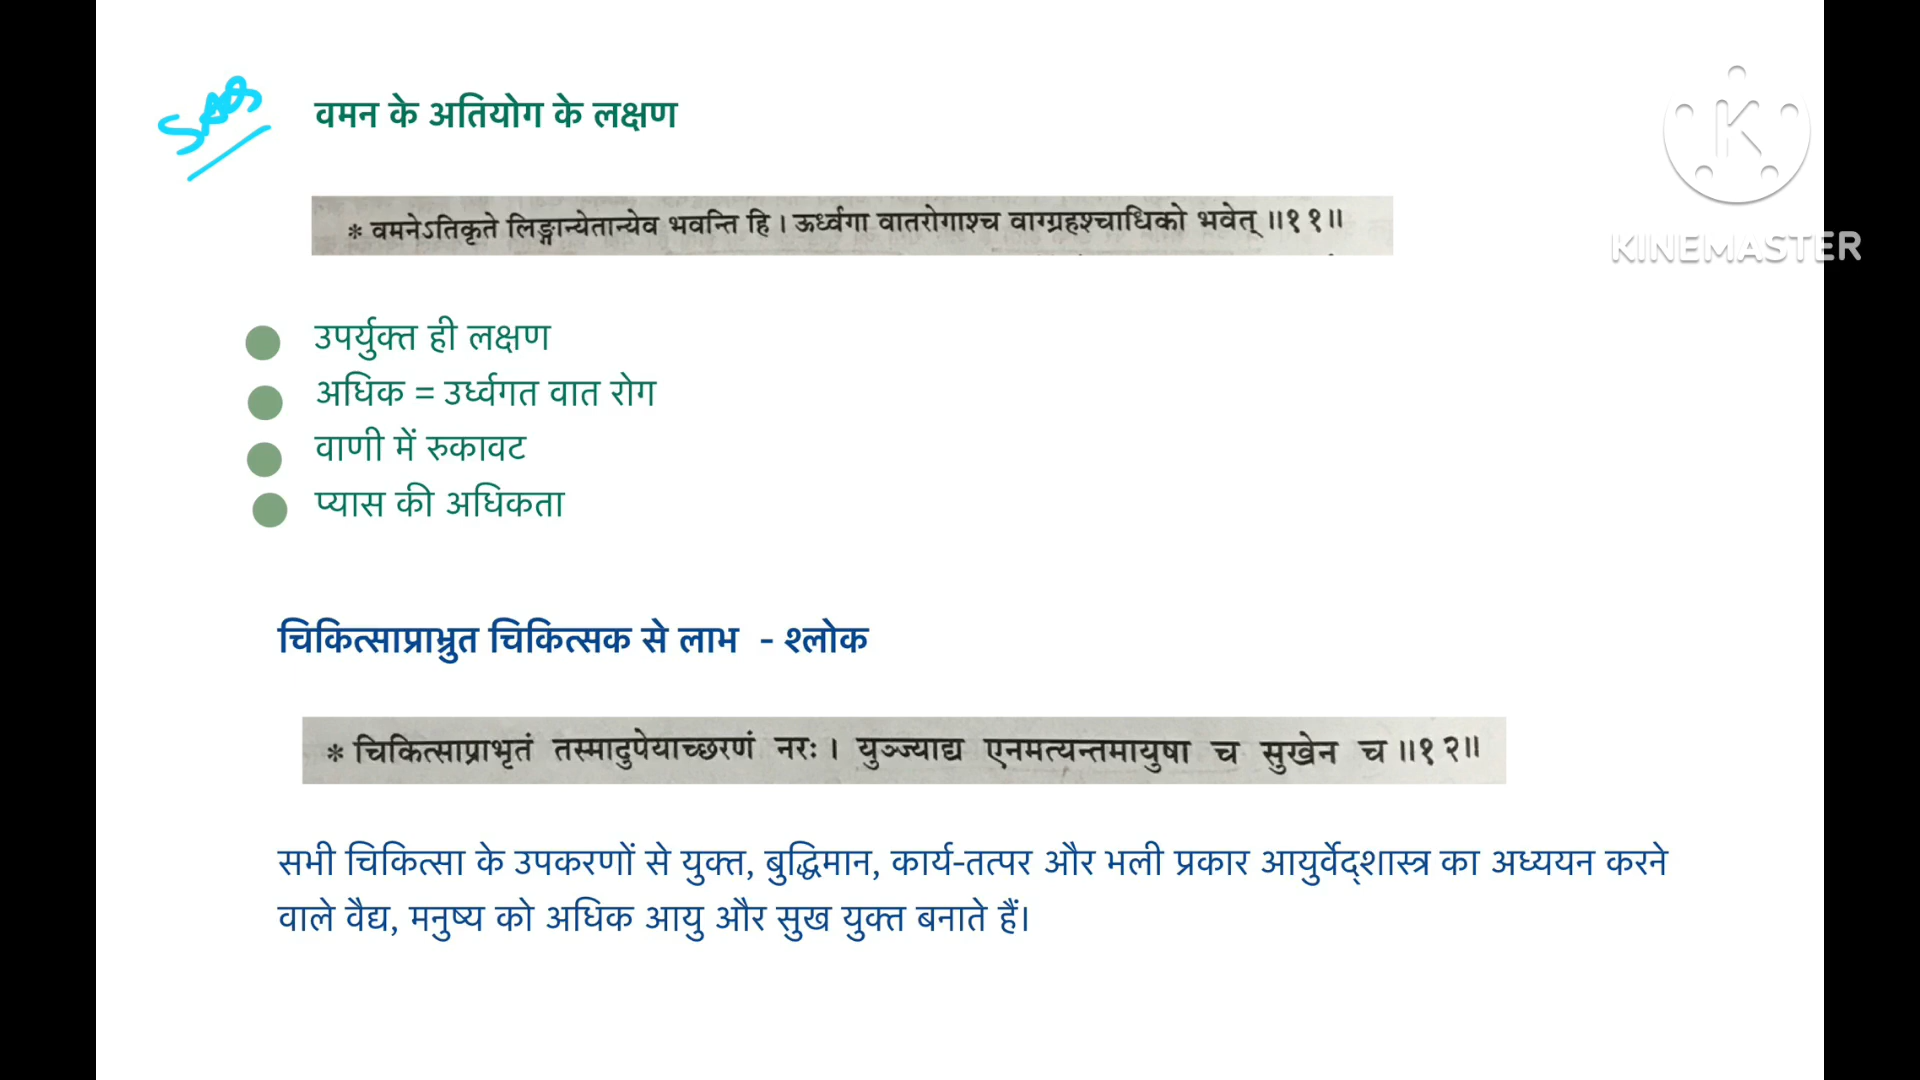 वमन के अतियोग के लक्षण
* वमनेऽतिकृते लिङ्गान्येतान्येव भवन्ति हि । ऊर्ध्वगा वातरोगाश्च वाग्ग्रहश्चाधिको भवेत् ॥११॥
KINEMASTER
उपर्युक्त ही लक्षण
अधिक = उर्ध्वगत वात रोग
वाणी में रुकावट
प्यास की अधिकता
चिकित्साप्राभ्रुत चिकित्सक से लाभ - श्लोक
* चिकित्साप्राभृतं तस्मादुपेयाच्छरणं नरः । युञ्ज्याद्य एनमत्यन्तमायुषा च सुखेन च ॥१२॥
सभी चिकित्सा के उपकरणों से युक्त, बुद्धिमान, कार्य-तत्पर और भली प्रकार आयुर्वेद्शास्त्र का अध्ययन करने
वाले वैद्य, मनुष्य को अधिक आयु और सुख युक्त बनाते हैं।